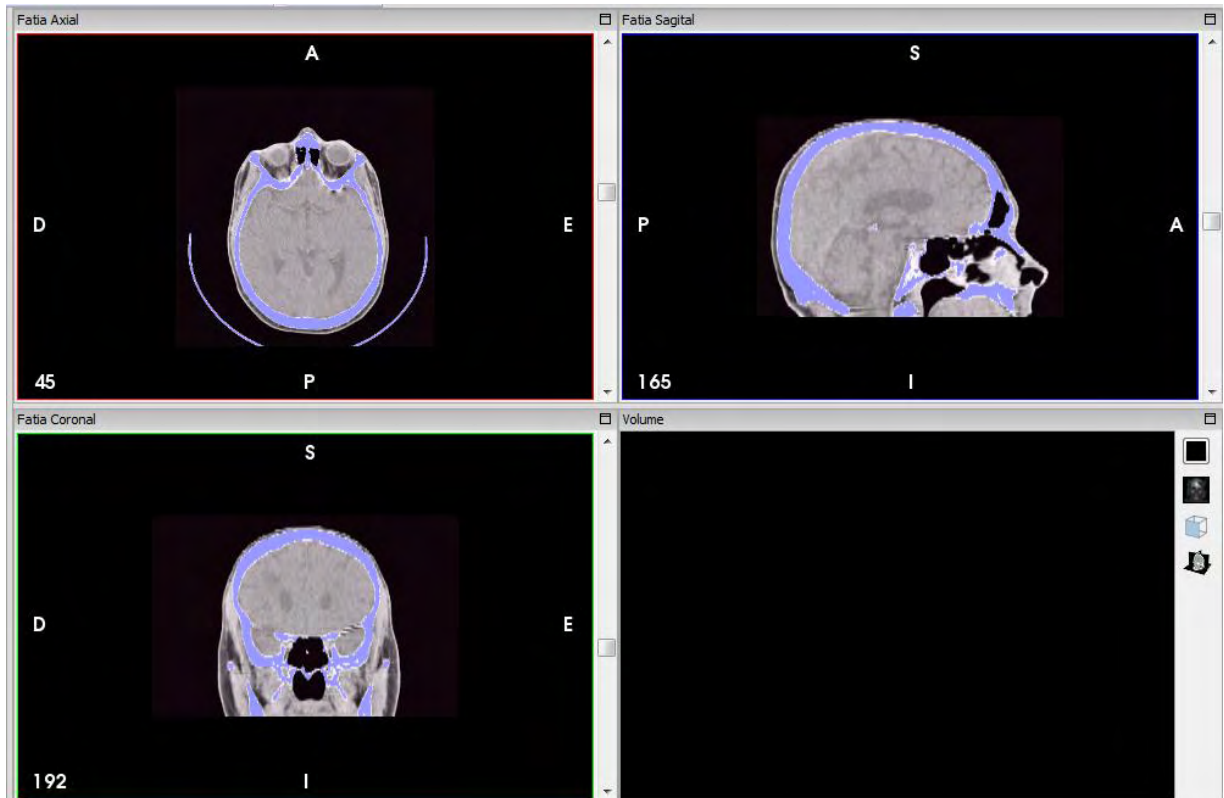 Fatia Axial
A
D
E
45
P
Fatia Sagital
S
P
A
165
I
Fatia Coronal
S
D
E
192
I
Volume